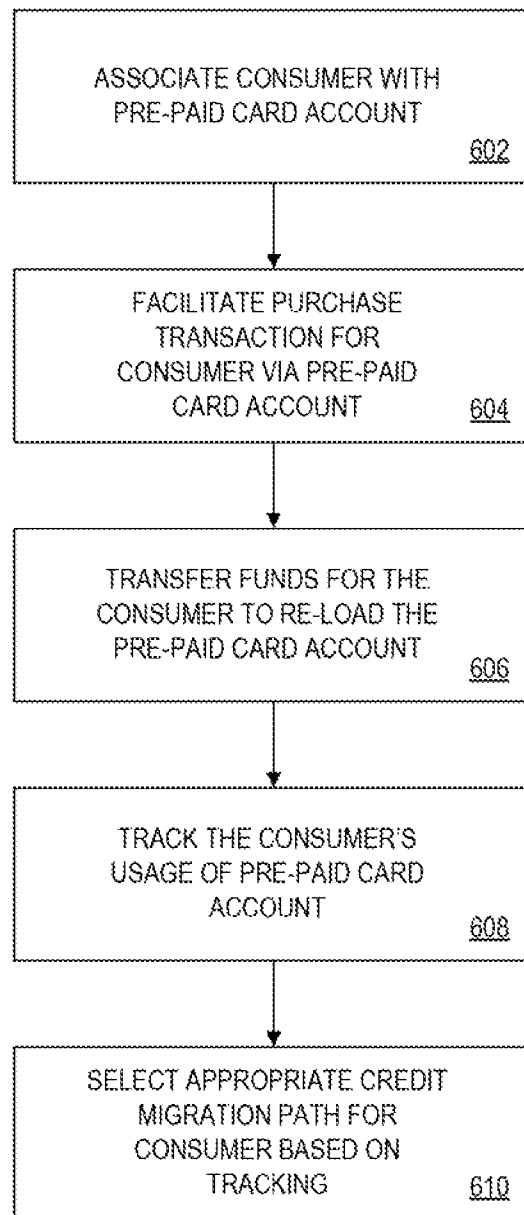 ASSOCIATE CONSUMER WITH
PRE-PAID CARD ACCOUNT
602
FACILITATE PURCHASE
TRANSACTION FOR
CONSUMER VIA PRE-PAID
CARD ACCOUNT
604
TRANSFER FUNDS FOR THE
CONSUMER TO RE-LOAD THE
PRE-PAID CARD ACCOUNT
606
TRACK THE CONSUMER'S
USAGE OF PRE-PAID CARD
ACCOUNT
608
SELECT APPROPRIATE CREDIT
MIGRATION PATH FOR
CONSUMER BASED ON
TRACKING
610